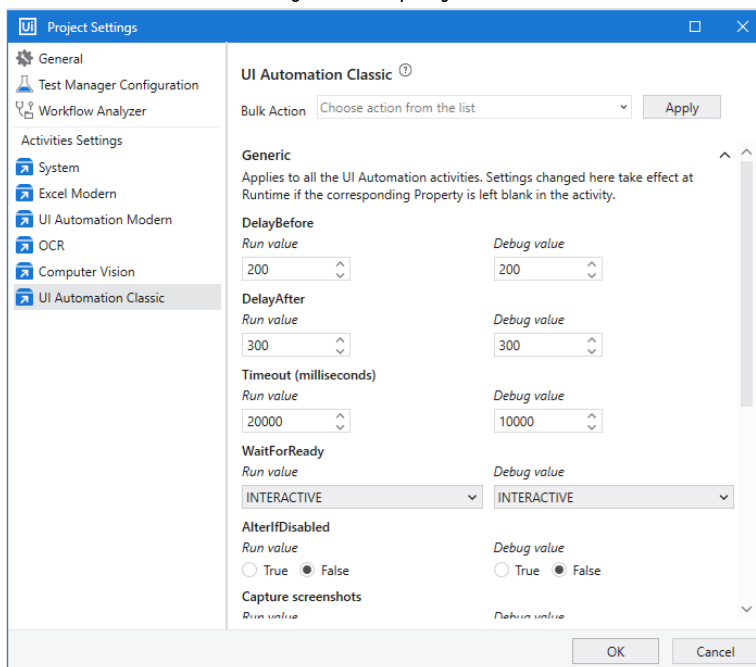 Ui Project Settings
General
Test Manager Configuration
Workflow Analyzer
Activities Settings
System
Excel Modern
UI Automation Modern
OCR
Computer Vision
UI Automation Classic
UI Automation Classic ?
Bulk Action Choose action from the list Apply
Generic
Applies to all the UI Automation activities. Settings changed here take effect at
Runtime if the corresponding Property is left blank in the activity.
DelayBefore
Run value Debug value
200 200
DelayAfter
Run value Debug value
300 300
Timeout (milliseconds)
Run value Debug value
20000 10000
WaitForReady
Run value Debug value
INTERACTIVE INTERACTIVE
AlterIfDisabled
Run value Debug value
True False True False
Capture screenshots
Run value Debug value
OK Cancel